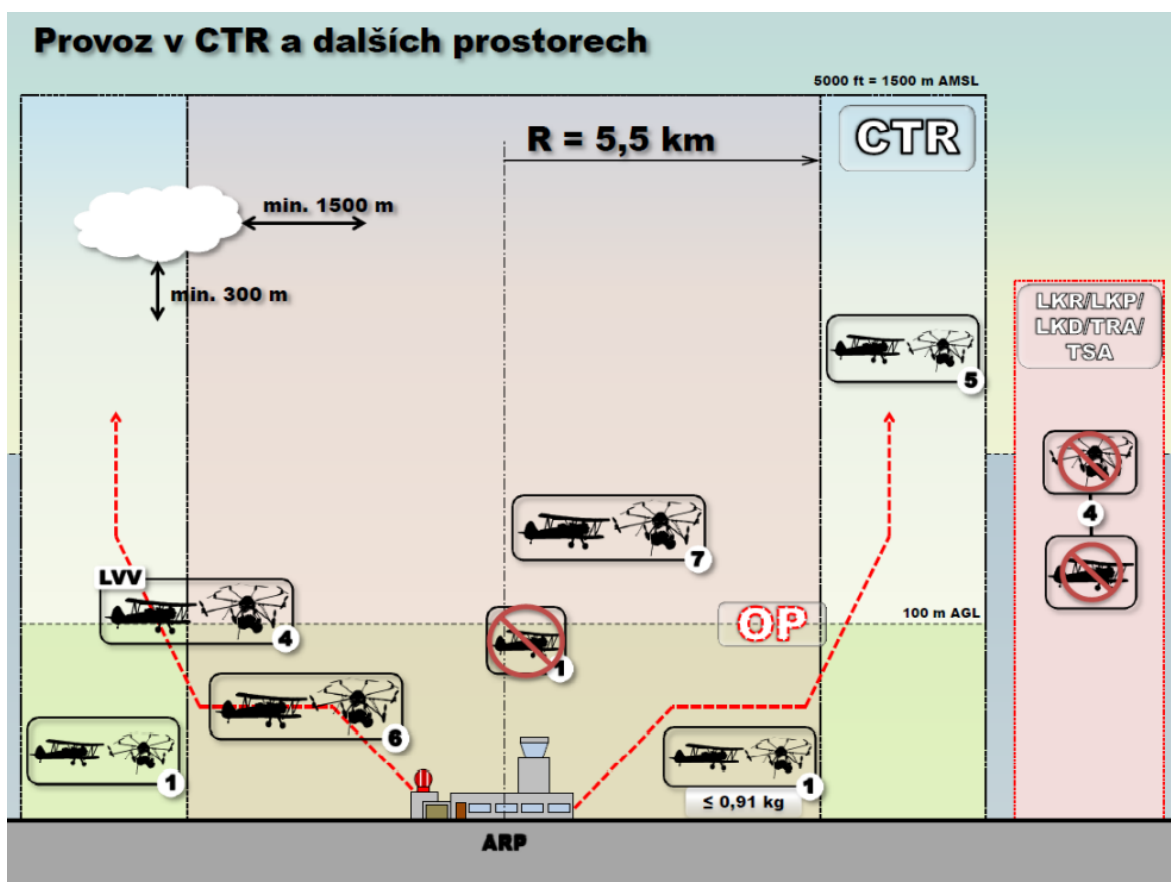 Provoz v CTR a dalších prostorech
5000 ft = 1500 m AMSL
R = 5,5 km
CTR
min. 1500 m
min. 300 m
LKR/LKP/
LKD/TRA/
TSA
5
4
7
LVV
4
OP
100 m AGL
1
6
1
1
≤ 0,91 kg
ARP